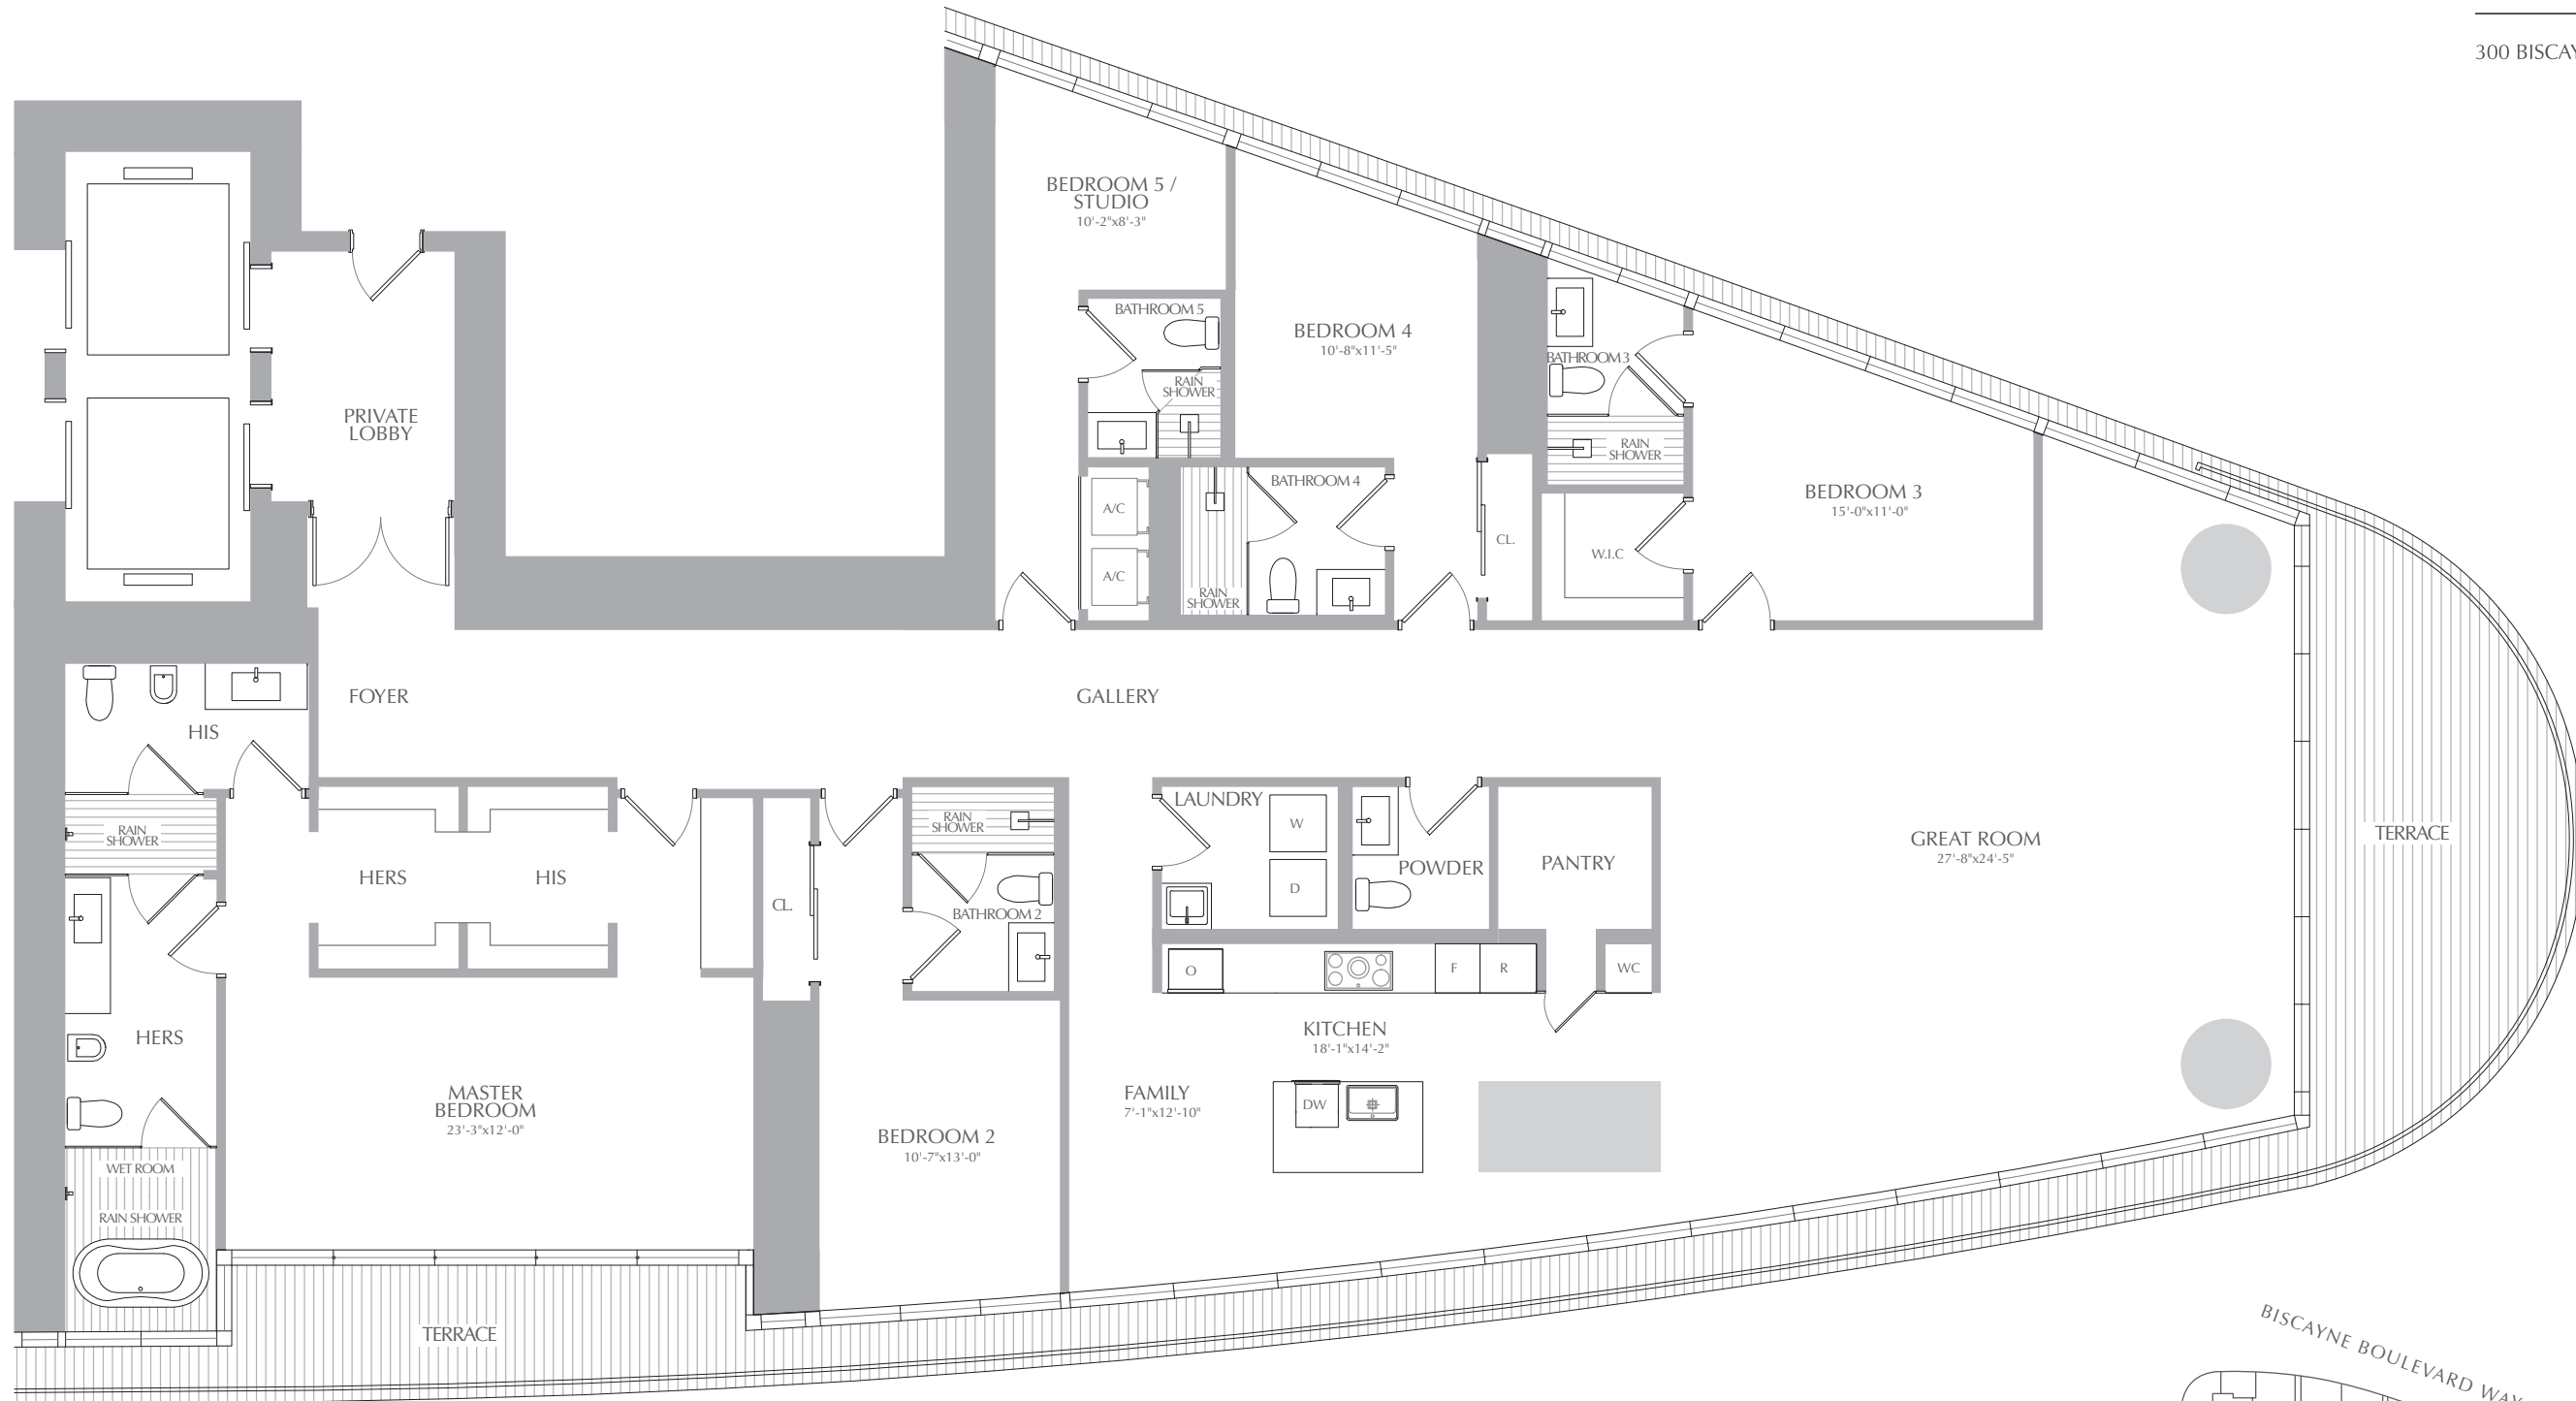 300 BISCAY
BEDROOM 5 /
STUDIO
10'-2"x8'-3"
BATHROOM 5
RAIN
SHOWER
BEDROOM 4
10'-8"x11'-5"
BATHROOM 3
RAIN
SHOWER
PRIVATE
LOBBY
A/C
A/C
BATHROOM 4
RAIN
SHOWER
CL.
W.I.C
BEDROOM 3
15'-0"x11'-0"
FOYER
GALLERY
HIS
RAIN
SHOWER
HERS
HIS
CL.
RAIN
SHOWER
BATHROOM 2
LAUNDRY
W
D
POWDER
PANTRY
GREAT ROOM
27'-8"x24'-5"
TERRACE
O
F
R
WC
HERS
KITCHEN
18'-1"x14'-2"
MASTER
BEDROOM
23'-3"x12'-0"
FAMILY
7'-1"x12'-10"
DW
BEDROOM 2
10'-7"x13'-0"
WET ROOM
RAIN SHOWER
TERRACE
BISCAYNE BOULEVARD WAY